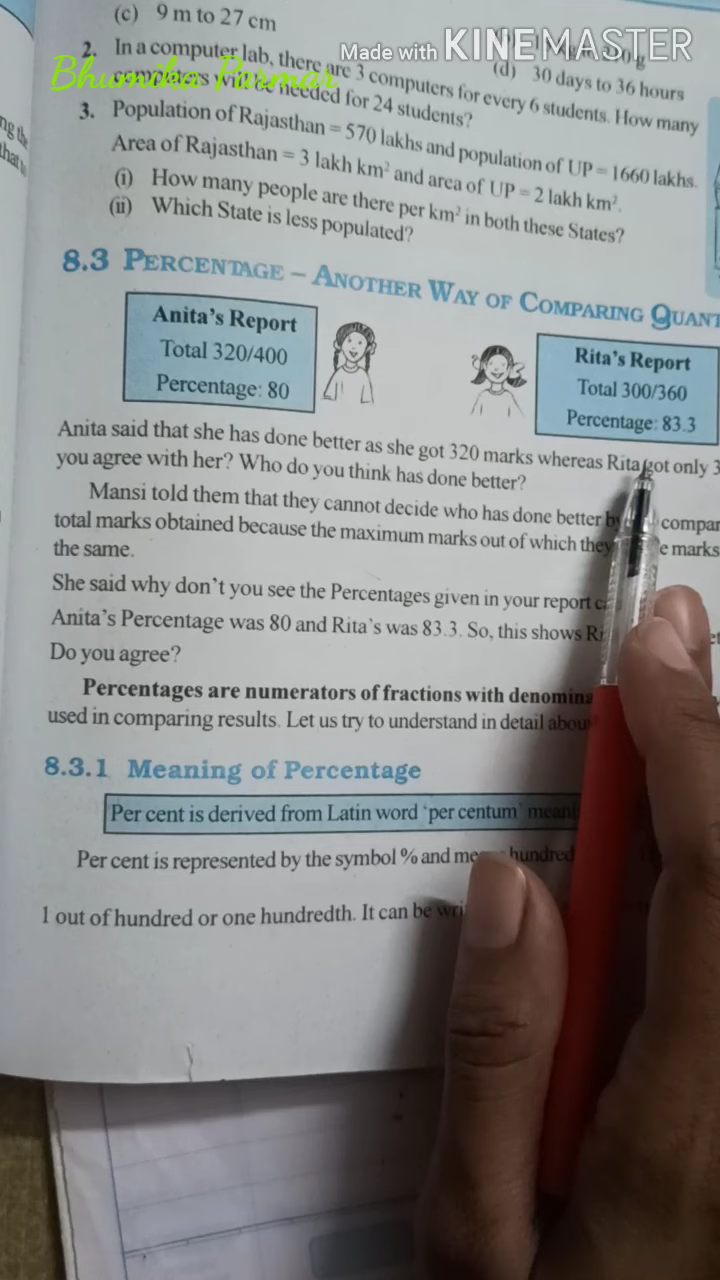 (c) 9 m to 27 cm
Made with KINEMASTER
(d) 30 days to 36 hours
Bhumika Parmar
2. In a computer lab, there are 3 computers for every 6 students. How many
needed for 24 students?
3. Population of Rajasthan = 570 lakhs and population of UP = 1660 lakhs.
Area of Rajasthan = 3 lakh km² and area of UP = 2 lakh km².
(i) How many people are there per km² in both these States?
(ii) Which State is less populated?
8.3 PERCENTAGE – ANOTHER WAY OF COMPARING QUANT
Anita's Report
Total 320/400
Percentage: 80
Rita's Report
Total 300/360
Percentage: 83.3
Anita said that she has done better as she got 320 marks whereas Rita got only 3
you agree with her? Who do you think has done better?
Mansi told them that they cannot decide who has done better compar
total marks obtained because the maximum marks out of which they marks
the same.
She said why don't you see the Percentages given in your report
Anita's Percentage was 80 and Rita's was 83.3. So, this shows
Do you agree?
Percentages are numerators of fractions with denomina
used in comparing results. Let us try to understand in detail abou
8.3.1 Meaning of Percentage
Per cent is derived from Latin word 'per centum' meani
Per cent is represented by the symbol % and hundred
1 out of hundred or one hundredth. It can be wri